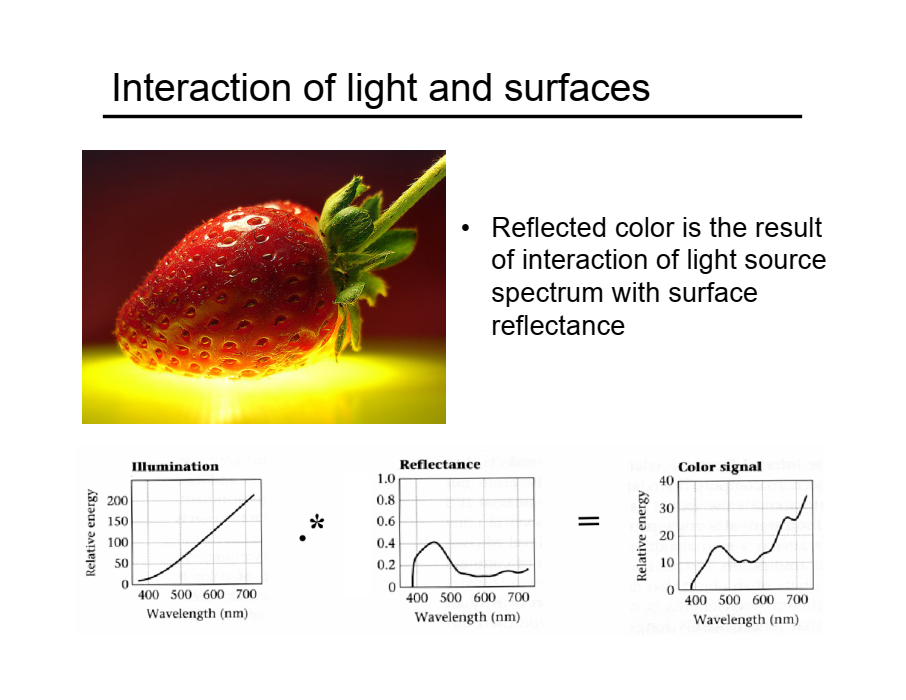 Interaction of light and surfaces
• Reflected color is the result
of interaction of light source
spectrum with surface
reflectance
Illumination
Relative energy
200
150
100
50
0
400 500 600 700
Wavelength (nm)
.*
Reflectance
1.0
0.8
0.6
0.4
0.2
0
400 500 600 700
Wavelength (nm)
=
Color signal
Relative energy
40
30
20
10
0
400 500 600 700
Wavelength (nm)